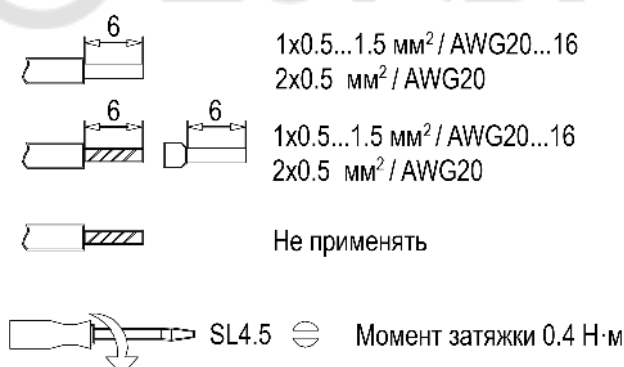 6
1x0.5...1.5 мм² / AWG20...16
2x0.5 мм² / AWG20
6 6
1x0.5...1.5 мм² / AWG20...16
2x0.5 мм² / AWG20
Не применять
SL4.5 Момент затяжки 0.4 Н·м